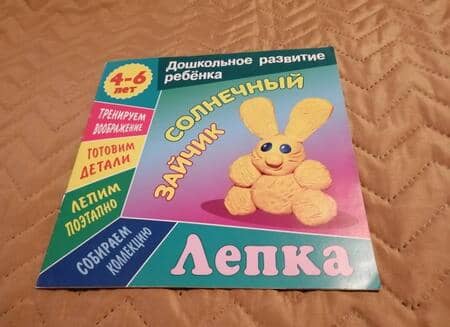 4-6
лет
Дошкольное развитие
ребёнка
ТРЕНИРУЕМ
ВООБРАЖЕНИЕ
ГОТОВИМ
ДЕТАЛИ
ЛЕПИМ
ПОЭТАПНО
СОБИРАЕМ
КОЛЛЕКЦИЮ
СОЛНЕЧНЫЙ
ЗАЙЧИК
Лепка